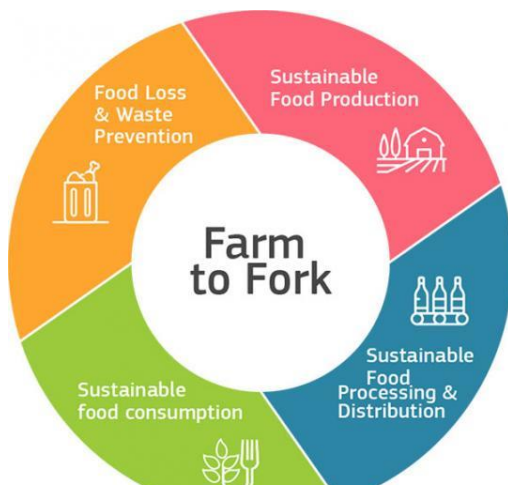 Food Loss
& Waste
Prevention
Sustainable
Food Production
Farm
to Fork
Sustainable
Food
Processing &
Distribution
Sustainable
food consumption